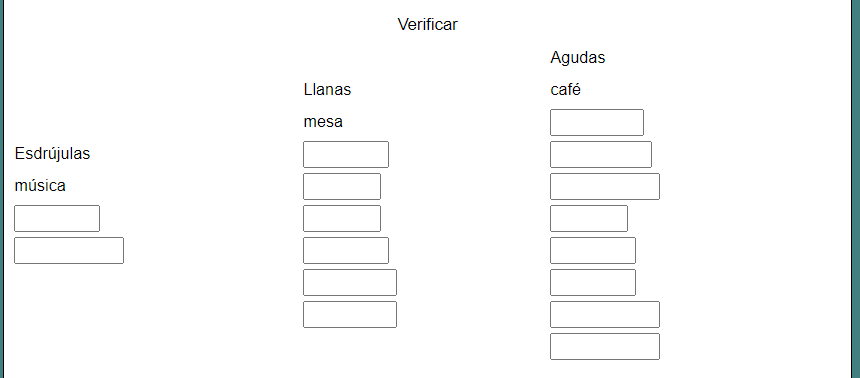 Verificar
Esdrújulas
música
Llanas
mesa
Agudas
café